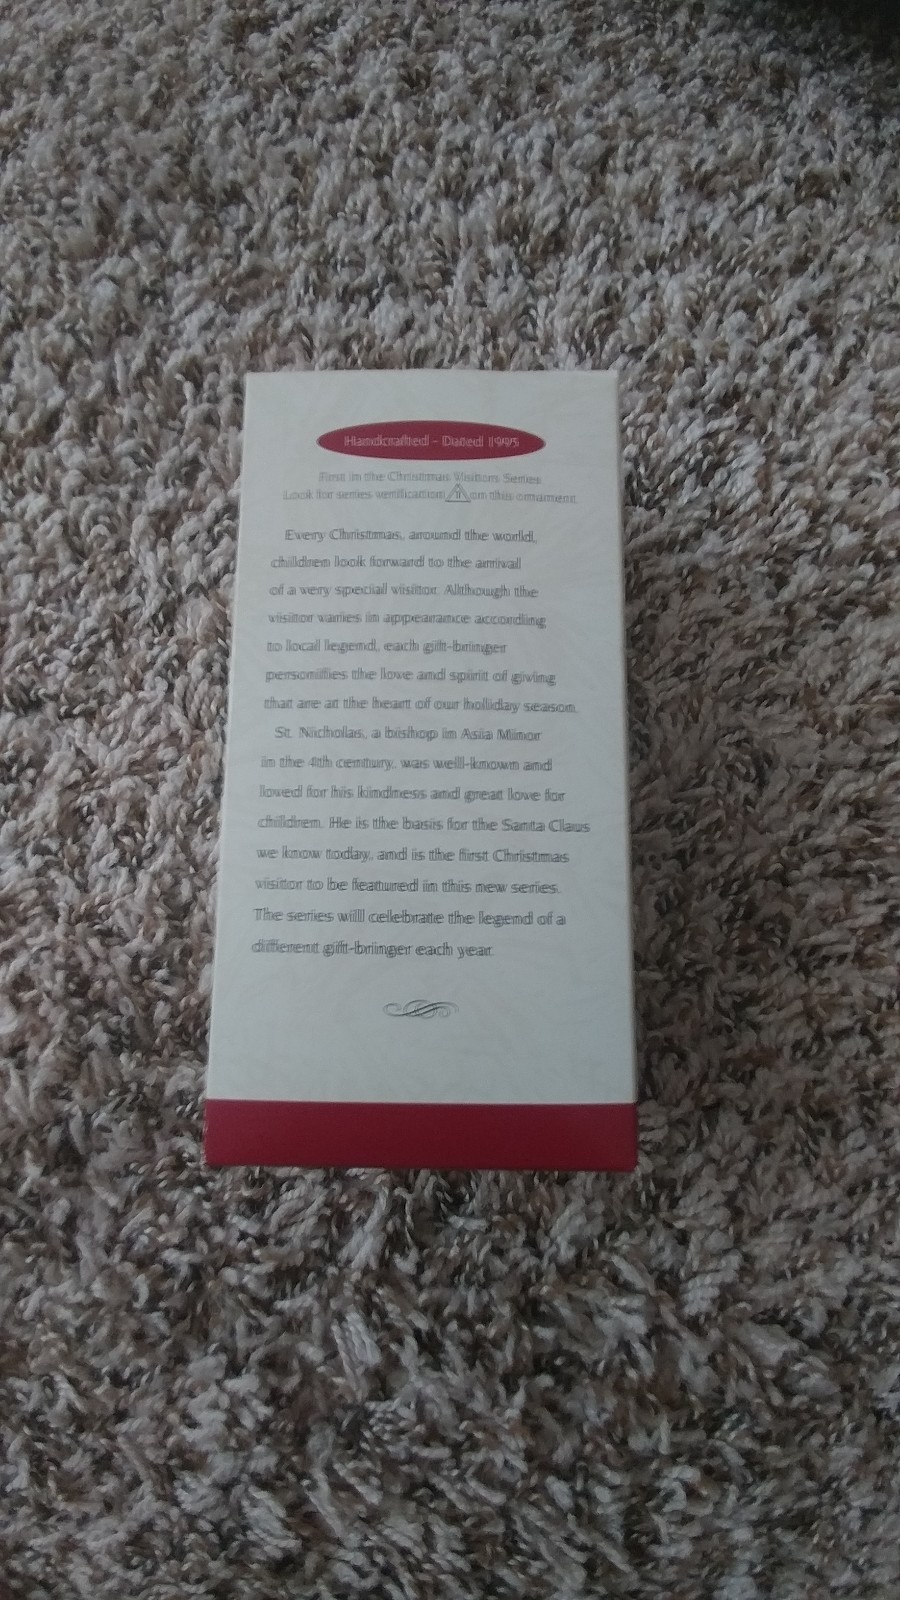 Handcrafted - Dated 1995
First in the Christmas Visitors Series
Look for series verification 1 on this ornament.
Every Christmas, around the world,
children look forward to the arrival
of a very special visitor. Although the
visitor varies in appearance according
to local legend, each gift-bringer
personifies the love and spirit of giving
that are at the heart of our holiday season.
St. Nicholas, a bishop in Asia Minor
in the 4th century, was well-known and
loved for his kindness and great love for
children. He is the basis for the Santa Claus
we know today, and is the first Christmas
visitor to be featured in this new series.
The series will celebrate the legend of a
different gift-bringer each year.